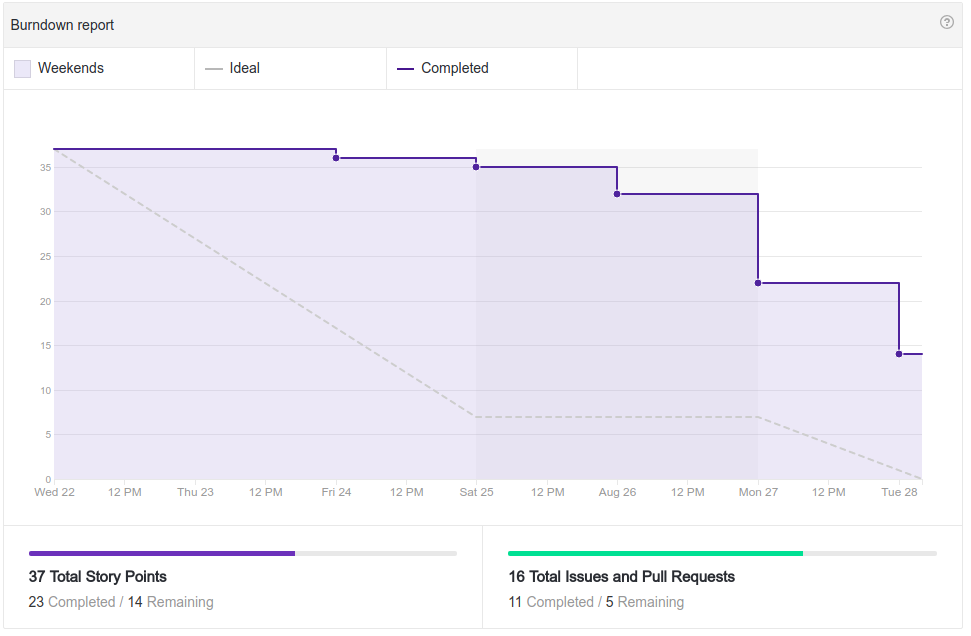 Burndown report
?
Weekends
Ideal
Completed
35
30
25
20
15
10
5
0
Wed 22 12 PM Thu 23 12 PM Fri 24 12 PM Sat 25 12 PM Aug 26 12 PM Mon 27 12 PM Tue 28
37 Total Story Points
23 Completed / 14 Remaining
16 Total Issues and Pull Requests
11 Completed / 5 Remaining